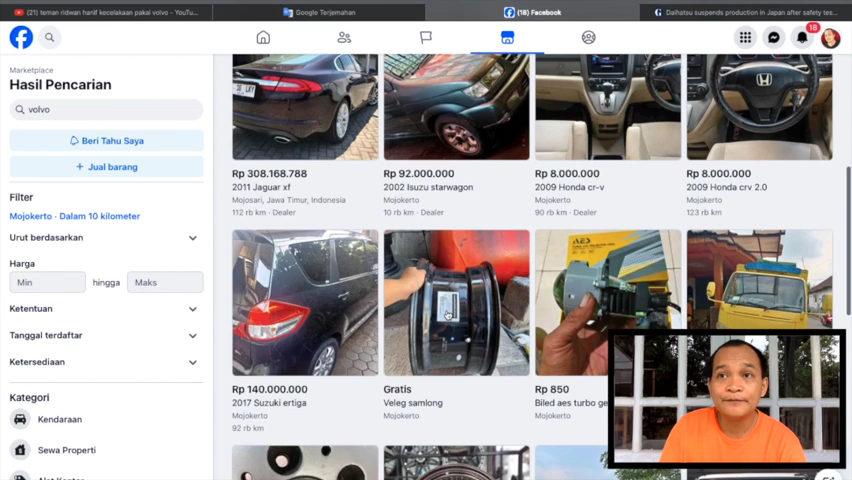 (21) teman ridwan hanif kecelakaan pakai volvo - YouTu...
Google Terjemahan
(18) Facebook
Daihatsu suspends production in Japan after safety tes...
18
Marketplace
Hasil Pencarian
volvo
Beri Tahu Saya
+ Jual barang
Filter
Mojokerto · Dalam 10 kilometer
Urut berdasarkan
Harga
Min
hingga
Maks
Ketentuan
Tanggal terdaftar
Ketersediaan
Kategori
Kendaraan
Sewa Properti
Rp 308.168.788
2011 Jaguar xf
Mojosari, Jawa Timur, Indonesia
112 rb km · Dealer
Rp 92.000.000
2002 Isuzu starwagon
Mojokerto
10 rb km · Dealer
Rp 8.000.000
2009 Honda cr-v
Mojokerto
90 rb km · Dealer
Rp 8.000.000
2009 Honda crv 2.0
Mojokerto
123 rb km
Rp 140.000.000
2017 Suzuki ertiga
Mojokerto
92 rb km
Gratis
Veleg samlong
Mojokerto
AES
Rp 850
Biled aes turbo ge
Mojokerto